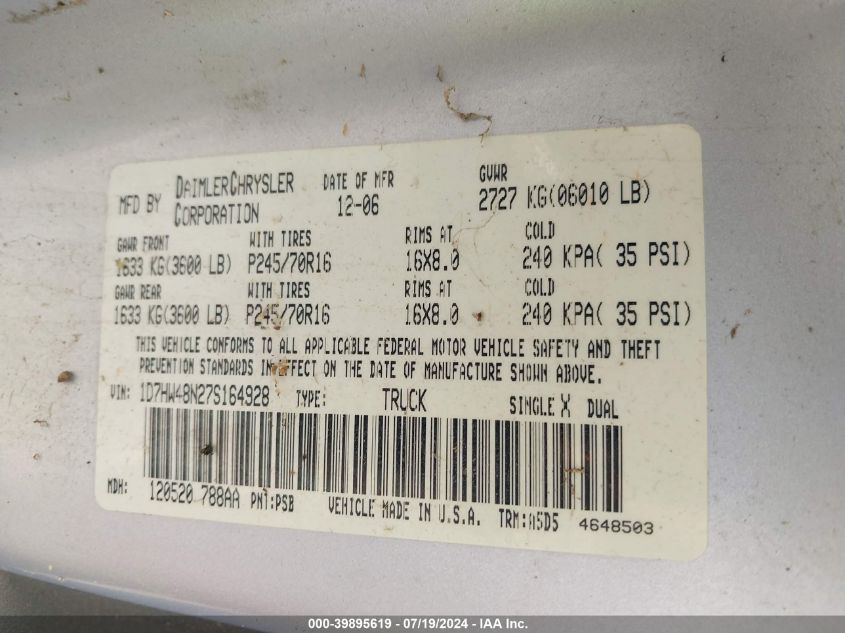 MFD BY DAIMLERCHRYSLER CORPORATION DATE OF MFR 12-06 GVWR 2727 KG(06010 LB)
GAWR FRONT WITH TIRES RIMS AT COLD
1633 KG(3600 LB) P245/70R16 16X8.0 240 KPA( 35 PSI)
GAWR REAR WITH TIRES RIMS AT COLD
1633 KG(3600 LB) P245/70R16 16X8.0 240 KPA( 35 PSI)
THIS VEHICLE CONFORMS TO ALL APPLICABLE FEDERAL MOTOR VEHICLE SAFETY AND THEFT
PREVENTION STANDARDS IN EFFECT ON THE DATE OF MANUFACTURE SHOWN ABOVE.
VIN: 1D7HW48N27S164928 TYPE: TRUCK SINGLE X DUAL
MDH: 120520 788AA PNT:PSB VEHICLE MADE IN U.S.A. TRM:A5D5 4648503
000-39895619 - 07/19/2024 - IAA Inc.